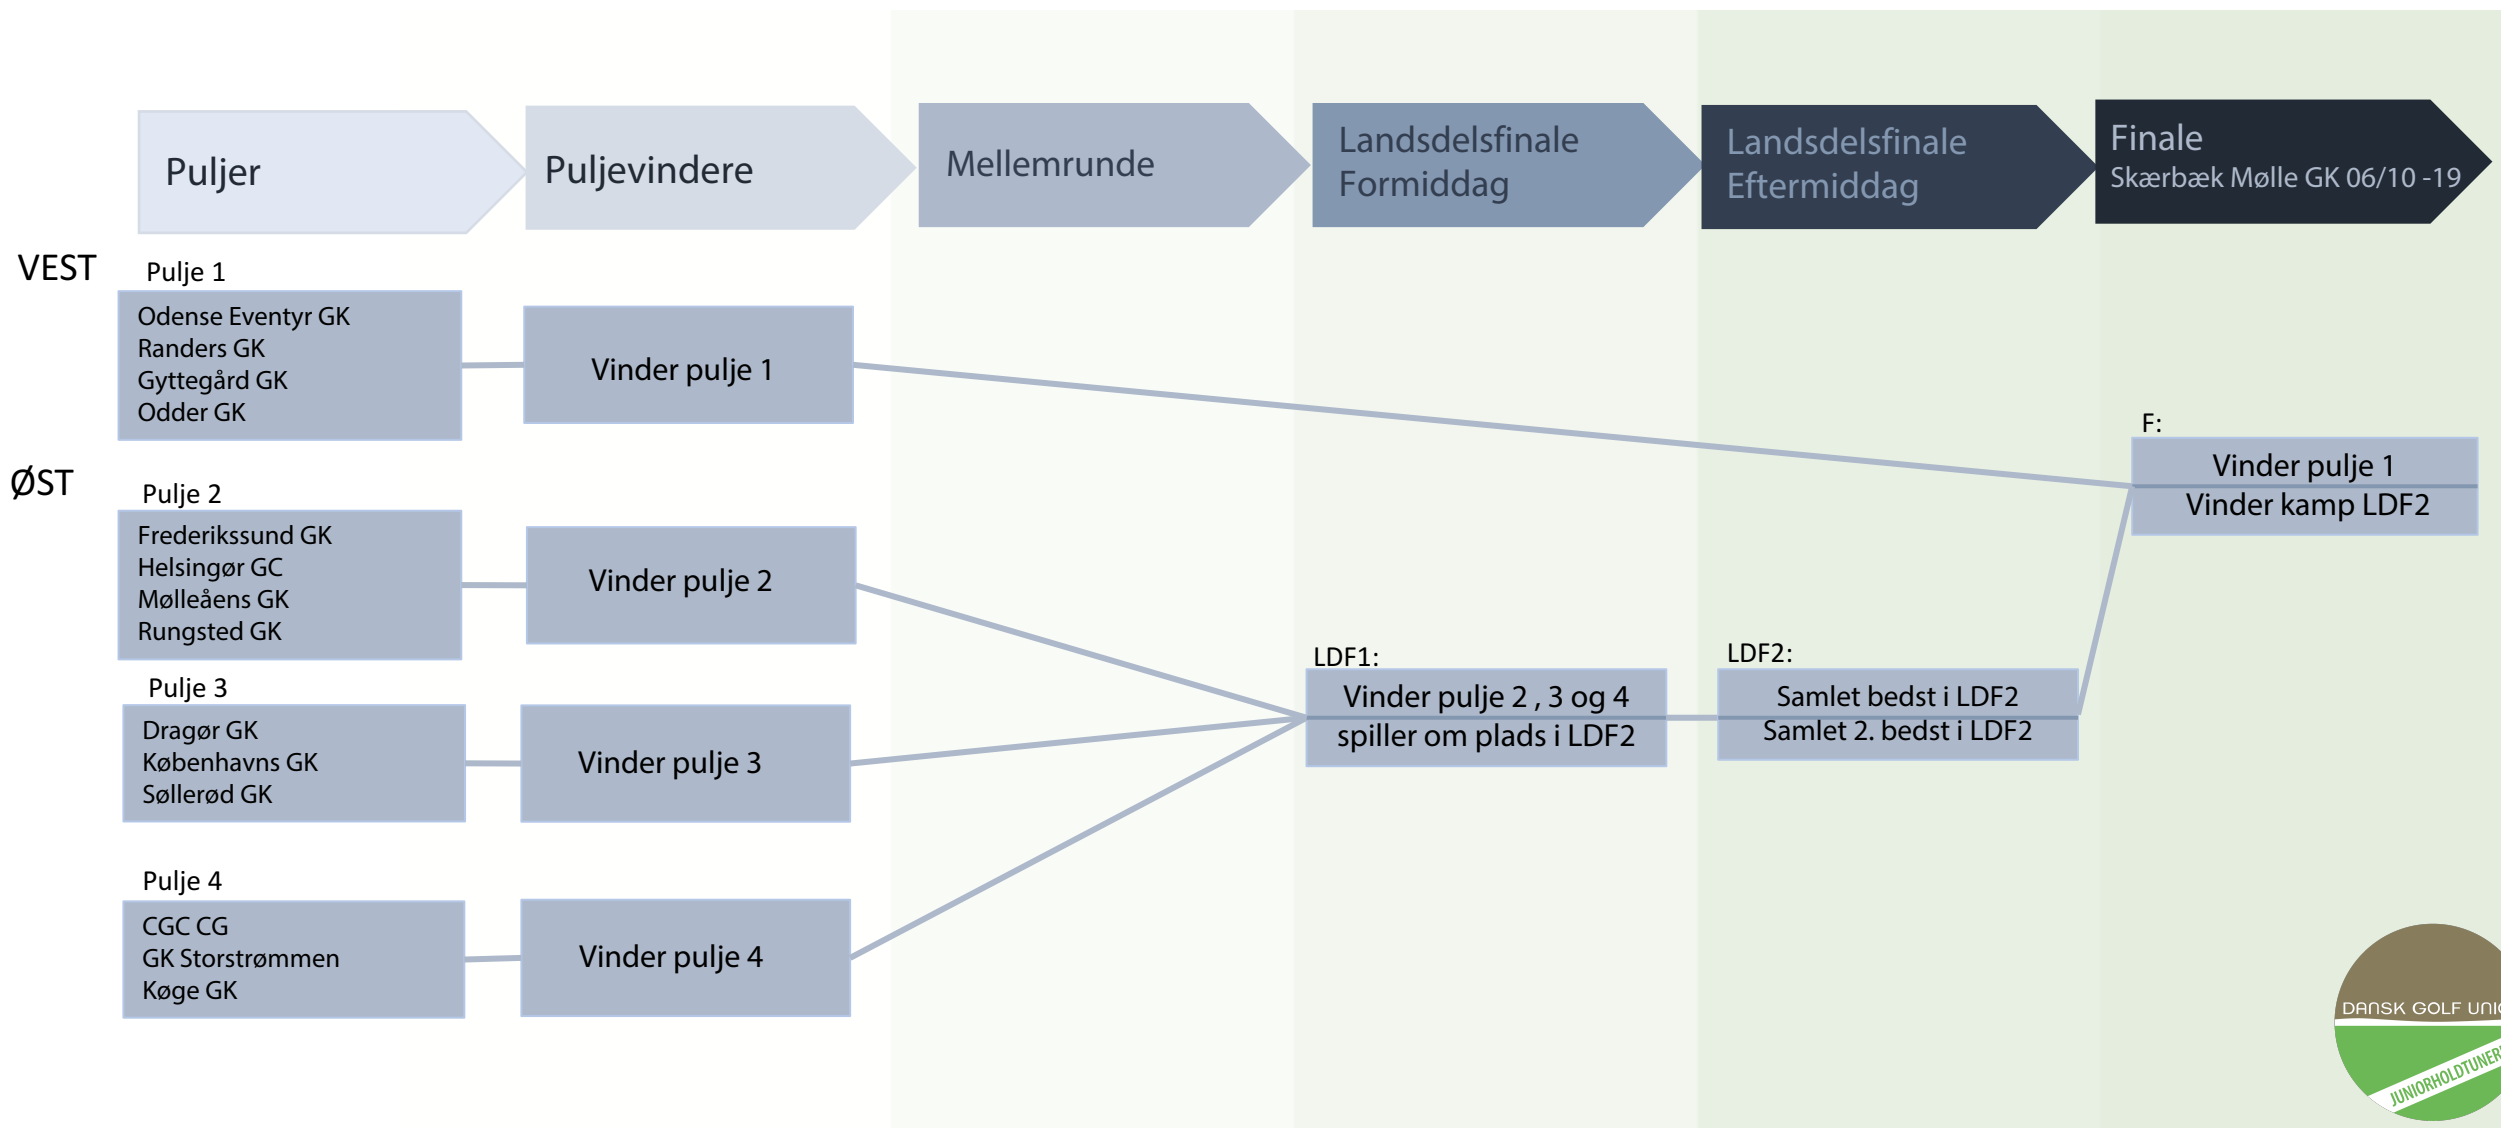 Puljer
Puljevindere
Mellemrunde
Landsdelsfinale
Formiddag
Landsdelsfinale
Eftermiddag
Finale
Skærbæk Mølle GK 06/10 -19
VEST
Pulje 1
Odense Eventyr GK
Randers GK
Gyttegård GK
Odder GK
Vinder pulje 1
ØST
Pulje 2
Frederikssund GK
Helsingør GC
Mølleåens GK
Rungsted GK
Vinder pulje 2
Pulje 3
Dragør GK
Københavns GK
Søllerød GK
Vinder pulje 3
Pulje 4
CGC CG
GK Storstrømmen
Køge GK
Vinder pulje 4
LDF1:
Vinder pulje 2 , 3 og 4
spiller om plads i LDF2
LDF2:
Samlet bedst i LDF2
Samlet 2. bedst i LDF2
F:
Vinder pulje 1
Vinder kamp LDF2
DANSK GOLF